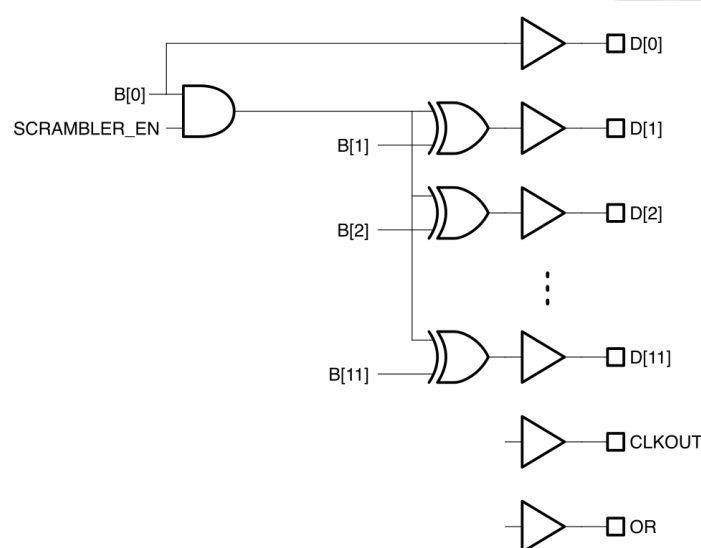 D[0]
B[0]
SCRAMBLER_EN
D[1]
B[1]
D[2]
B[2]
D[11]
B[11]
CLKOUT
OR